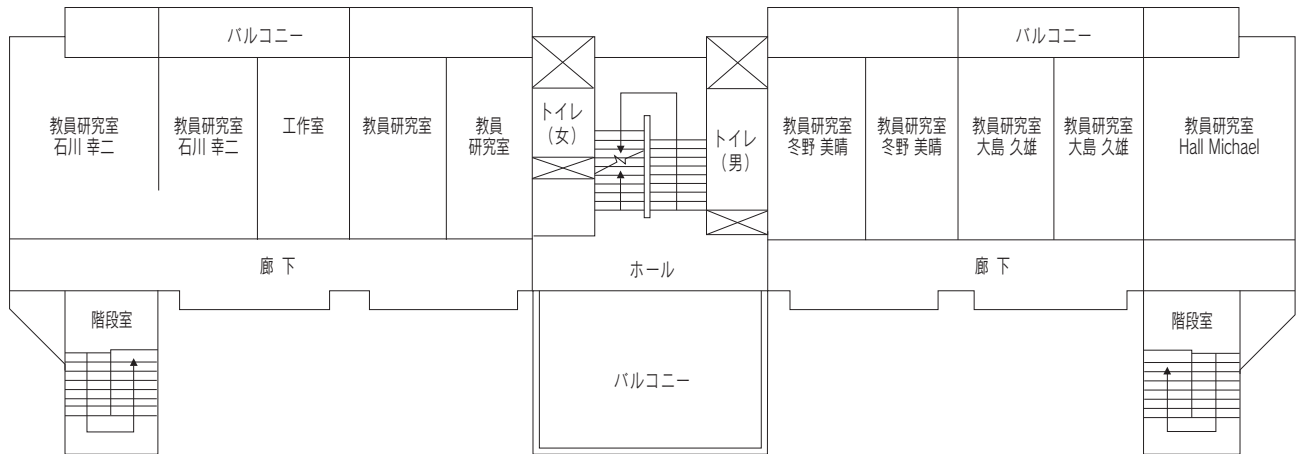 バルコニー
バルコニー
教員研究室
石川 幸二
教員研究室
石川 幸二
工作室
教員研究室
教員
研究室
トイレ
（女）
トイレ
（男）
教員研究室
冬野 美晴
教員研究室
冬野 美晴
教員研究室
大島 久雄
教員研究室
大島 久雄
教員研究室
Hall Michael
廊 下
ホール
廊 下
階段室
階段室
バルコニー